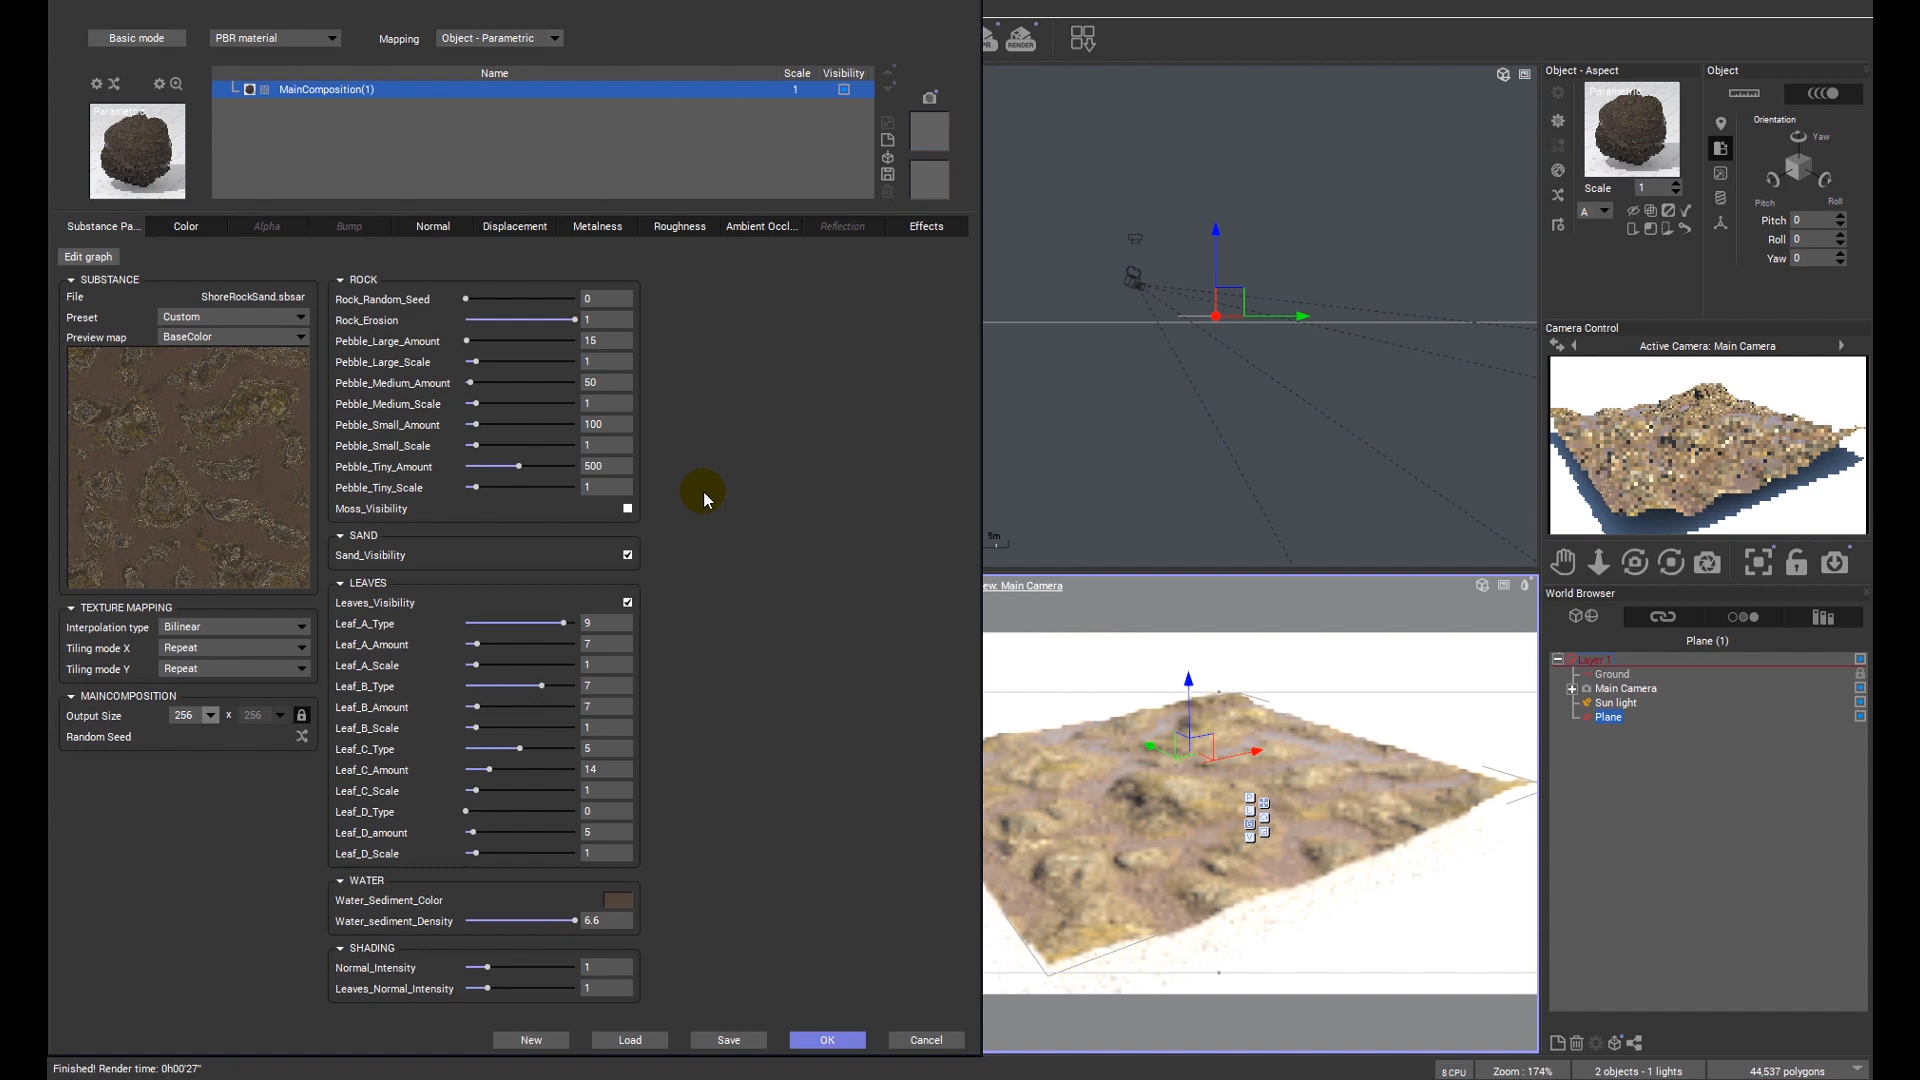 Basic mode
PBR material
Mapping
Object - Parametric
Name
Scale
Visibility
MainComposition(1)
1
Parametric
Substance Pa...
Color
Alpha
Bump
Normal
Displacement
Metalness
Roughness
Ambient Occl...
Reflection
Effects
Edit graph
SUBSTANCE
File
ShoreRockSand.sbsar
Preset
Custom
Preview map
BaseColor
TEXTURE MAPPING
Interpolation type
Bilinear
Tiling mode X
Repeat
Tiling mode Y
Repeat
MAINCOMPOSITION
Output Size
256
x
256
Random Seed
ROCK
Rock_Random_Seed
0
Rock_Erosion
1
Pebble_Large_Amount
15
Pebble_Large_Scale
1
Pebble_Medium_Amount
50
Pebble_Medium_Scale
1
Pebble_Small_Amount
100
Pebble_Small_Scale
1
Pebble_Tiny_Amount
500
Pebble_Tiny_Scale
1
Moss_Visibility
SAND
Sand_Visibility
LEAVES
Leaves_Visibility
Leaf_A_Type
9
Leaf_A_Amount
7
Leaf_A_Scale
1
Leaf_B_Type
7
Leaf_B_Amount
7
Leaf_B_Scale
1
Leaf_C_Type
5
Leaf_C_Amount
14
Leaf_C_Scale
1
Leaf_D_Type
0
Leaf_D_amount
5
Leaf_D_Scale
1
WATER
Water_Sediment_Color
Water_sediment_Density
6.6
SHADING
Normal_Intensity
1
Leaves_Normal_Intensity
1
New
Load
Save
OK
Cancel
Finished! Render time: 0h00'27"
RENDER
5m
ew: Main Camera
Object - Aspect
Parametric
Scale
1
A
Object
Orientation
Yaw
Pitch
Roll
Pitch
0
Roll
0
Yaw
0
Camera Control
Active Camera: Main Camera
World Browser
Plane (1)
Layer 1
Ground
Main Camera
Sun light
Plane
8 CPU
Zoom : 174%
2 objects - 1 lights
44,537 polygons